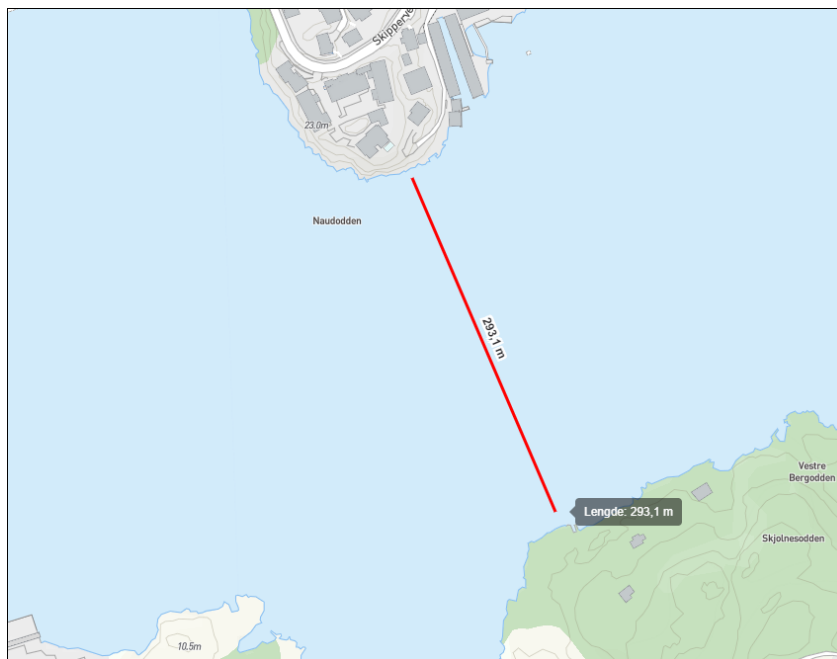 Skipperve
23.0m
Naudodden
293,1 m
Vestre
Bergodden
Lengde: 293,1 m
Skjolnesodden
10.5m